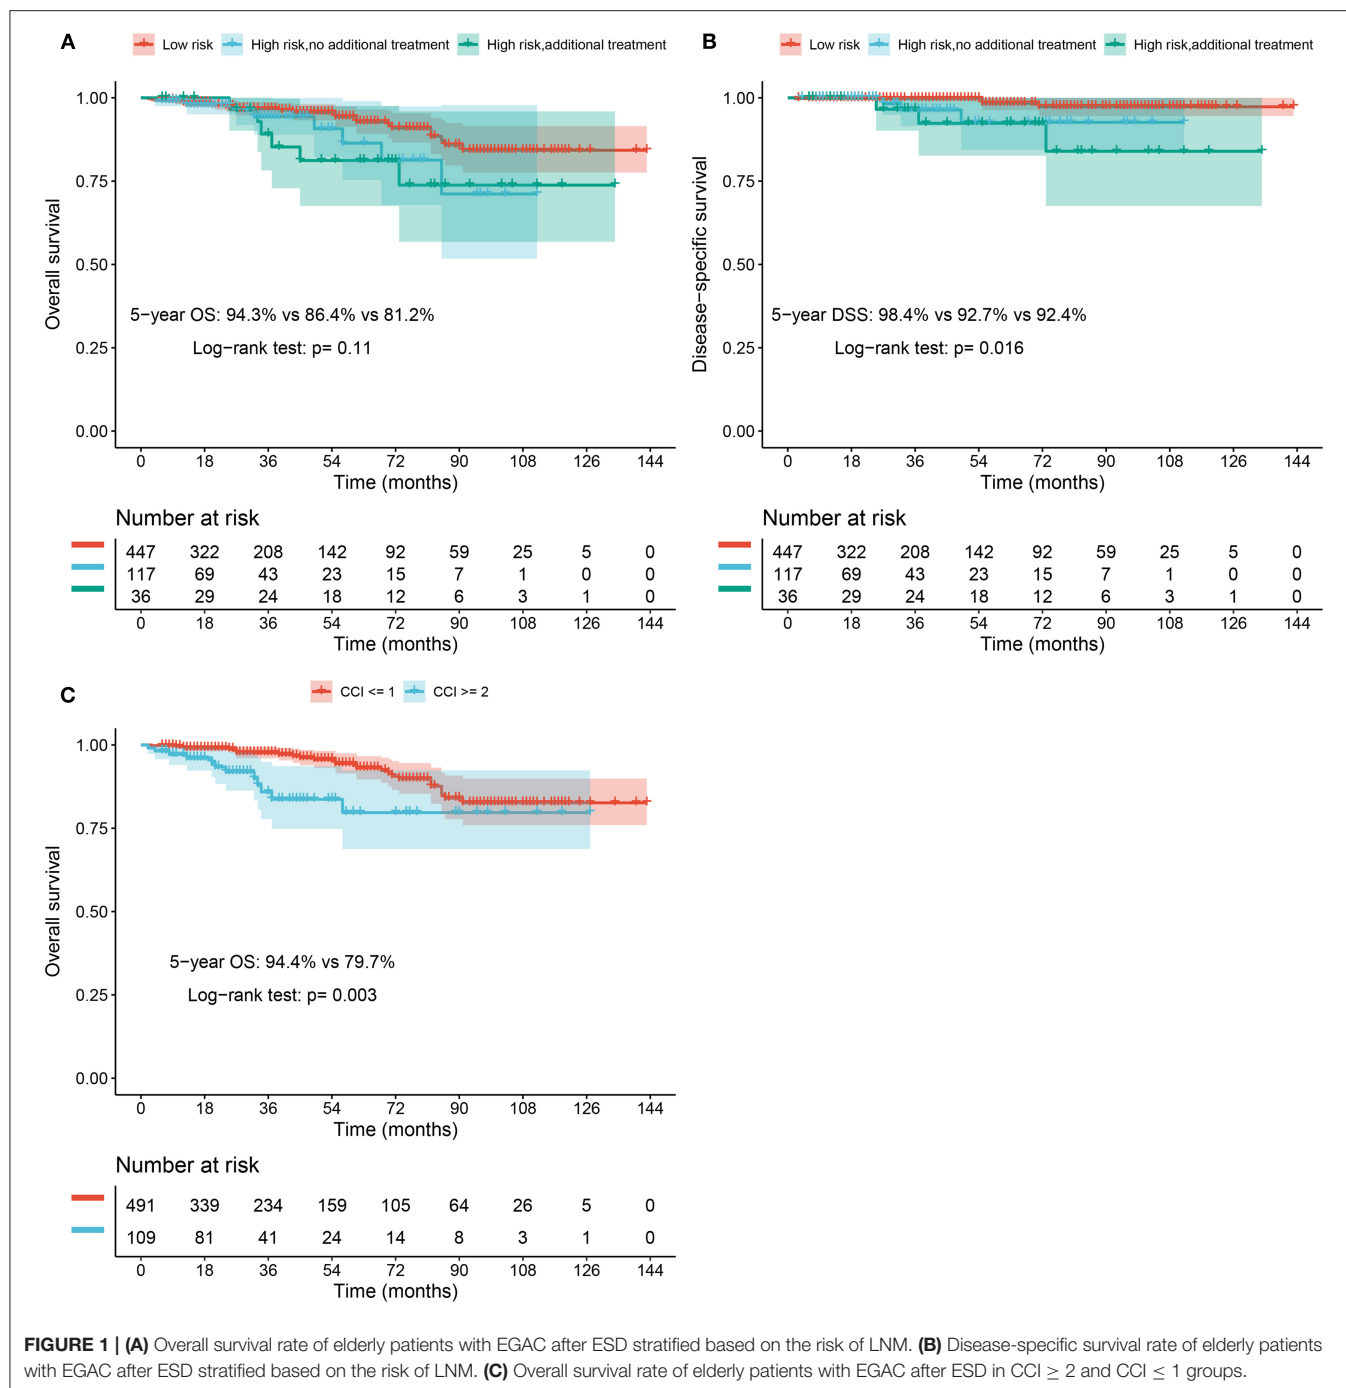 A
Low risk High risk,no additional treatment High risk,additional treatment
Overall survival
1.00
0.75
0.50
0.25
0.00
5−year OS: 94.3% vs 86.4% vs 81.2%
Log−rank test: p= 0.11
0 18 36 54 72 90 108 126 144
Time (months)
Number at risk
447 322 208 142 92 59 25 5 0
117 69 43 23 15 7 1 0 0
36 29 24 18 12 6 3 1 0
0 18 36 54 72 90 108 126 144
Time (months)
B
Low risk High risk,no additional treatment High risk,additional treatment
Disease−specific survival
1.00
0.75
0.50
0.25
0.00
5−year DSS: 98.4% vs 92.7% vs 92.4%
Log−rank test: p= 0.016
0 18 36 54 72 90 108 126 144
Time (months)
Number at risk
447 322 208 142 92 59 25 5 0
117 69 43 23 15 7 1 0 0
36 29 24 18 12 6 3 1 0
0 18 36 54 72 90 108 126 144
Time (months)
C
CCI <= 1 CCI >= 2
Overall survival
1.00
0.75
0.50
0.25
0.00
5−year OS: 94.4% vs 79.7%
Log−rank test: p= 0.003
0 18 36 54 72 90 108 126 144
Time (months)
Number at risk
491 339 234 159 105 64 26 5 0
109 81 41 24 14 8 3 1 0
0 18 36 54 72 90 108 126 144
Time (months)
FIGURE 1 | (A) Overall survival rate of elderly patients with EGAC after ESD stratified based on the risk of LNM. (B) Disease-specific survival rate of elderly patients
with EGAC after ESD stratified based on the risk of LNM. (C) Overall survival rate of elderly patients with EGAC after ESD in CCI ≥ 2 and CCI ≤ 1 groups.